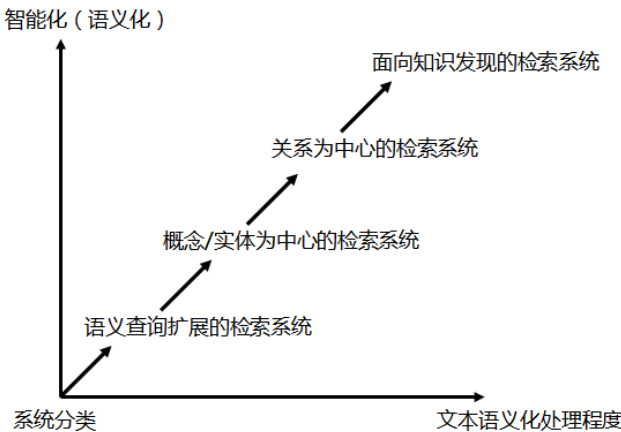 智能化（语义化）
面向知识发现的检索系统
关系为中心的检索系统
概念/实体为中心的检索系统
语义查询扩展的检索系统
系统分类
文本语义化处理程度